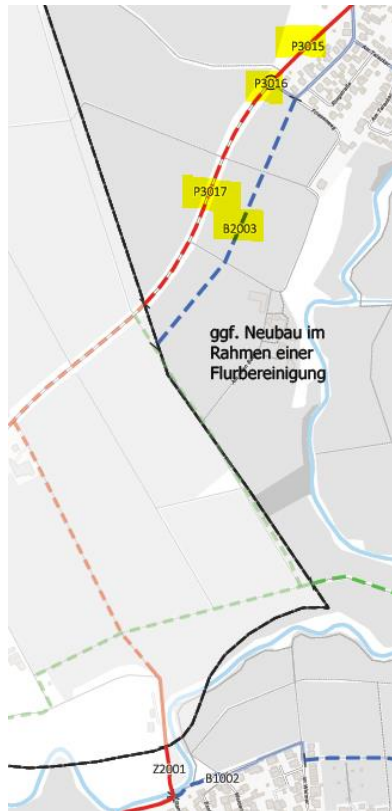 P3015
P3016
P3017
B2003
ggf. Neubau im
Rahmen einer
Flurbereinigung
Z2001
B1002